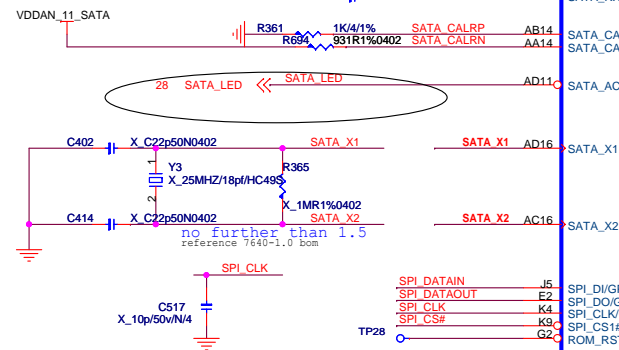 VDDAN_11_SATA
R361 1K/4/1% SATA_CALRP AB14
R694 931R1%0402 SATA_CALRN AA14
SATA_CA
SATA_CA
28 SATA_LED SATA_LED AD11 SATA_AC
C402 X_C22p50N0402 SATA_X1 SATA_X1 AD16 SATA_X1
1 Y3 R365
X_25MHZ/18pf/HC49S
2 X_1MR1%0402
C414 X_C22p50N0402 SATA_X2 SATA_X2 AC16 SATA_X2
no further than 1.5
reference 7640-1.0 bom
SPI_CLK
C517
X_10p/50v/N/4
SPI_DATAIN J5 SPI_DI/G
SPI_DATAOUT E2 SPI_DO/G
SPI_CLK K4 SPI_CLK/
SPI_CS# K9 SPI_CS1#
TP28 G2 ROM_RS